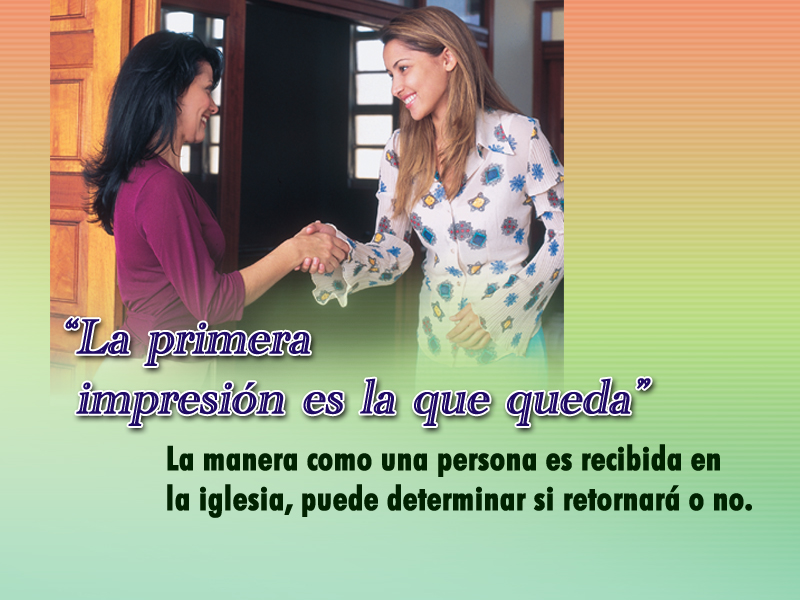 “La primera
impresión es la que queda”
La manera como una persona es recibida en
la iglesia, puede determinar si retornará o no.